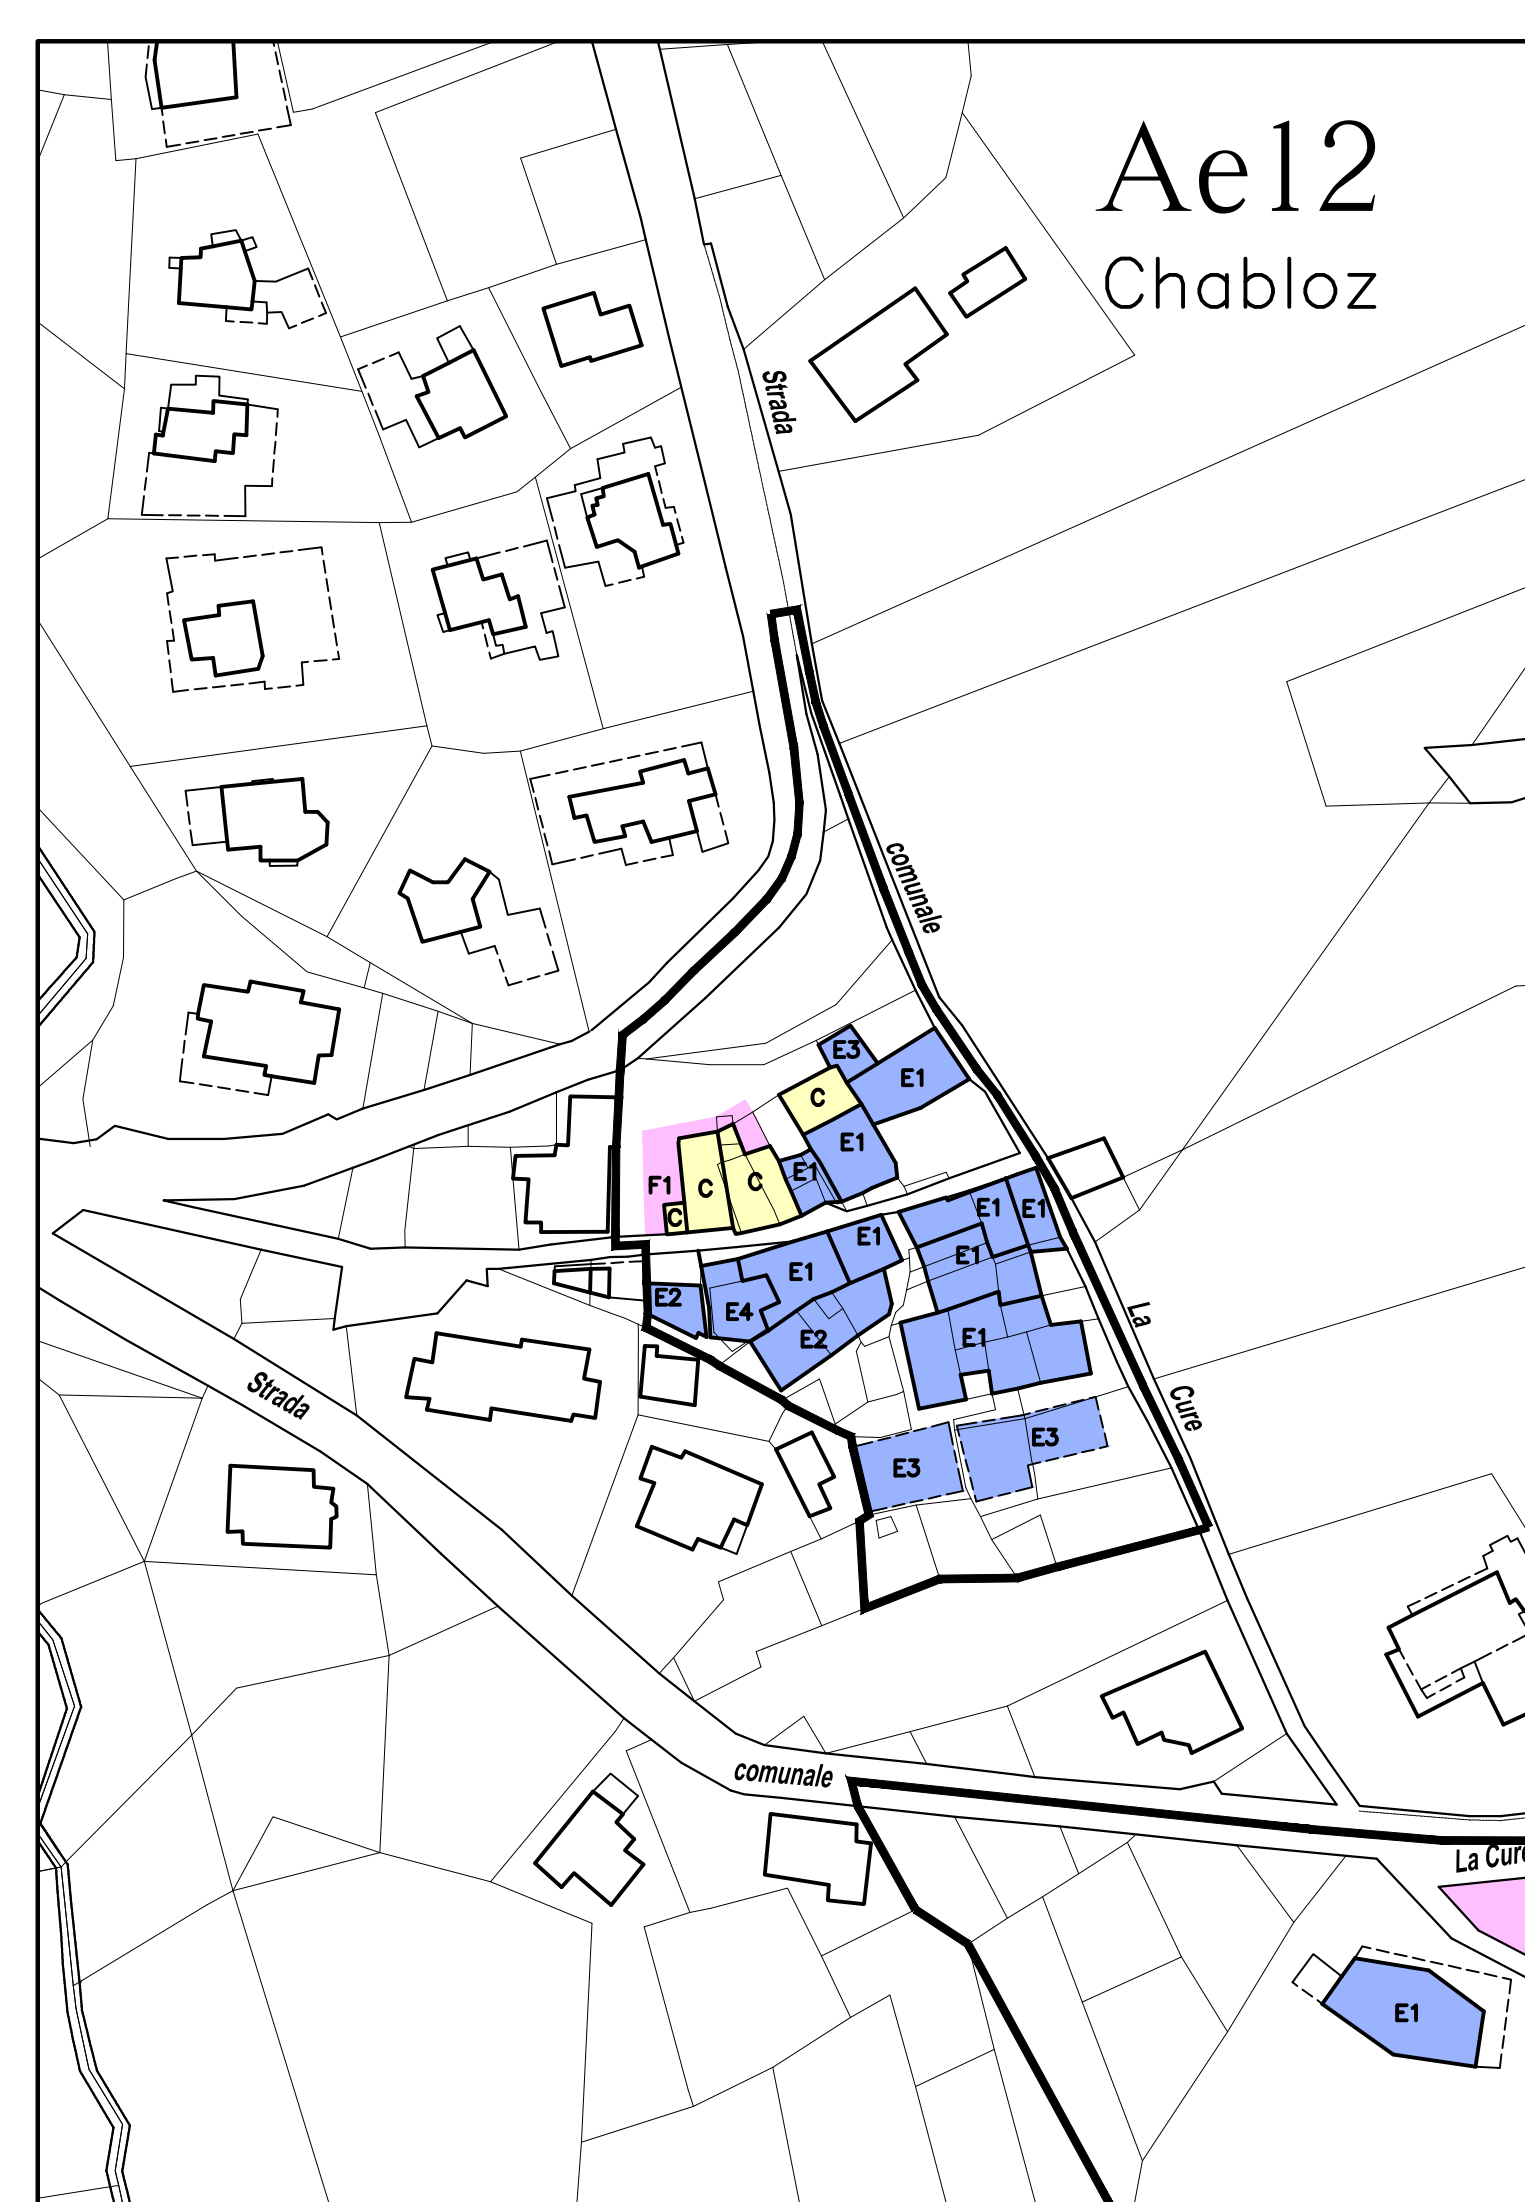 Ae12
Chabloz
Strada
comunale
E3
E1
C
E1
E1
F1
C
C
C
E1
E1
E1
E1
E1
E2
E4
E2
E1
E3
E3
La
Cure
Strada
comunale
La Cure
E1